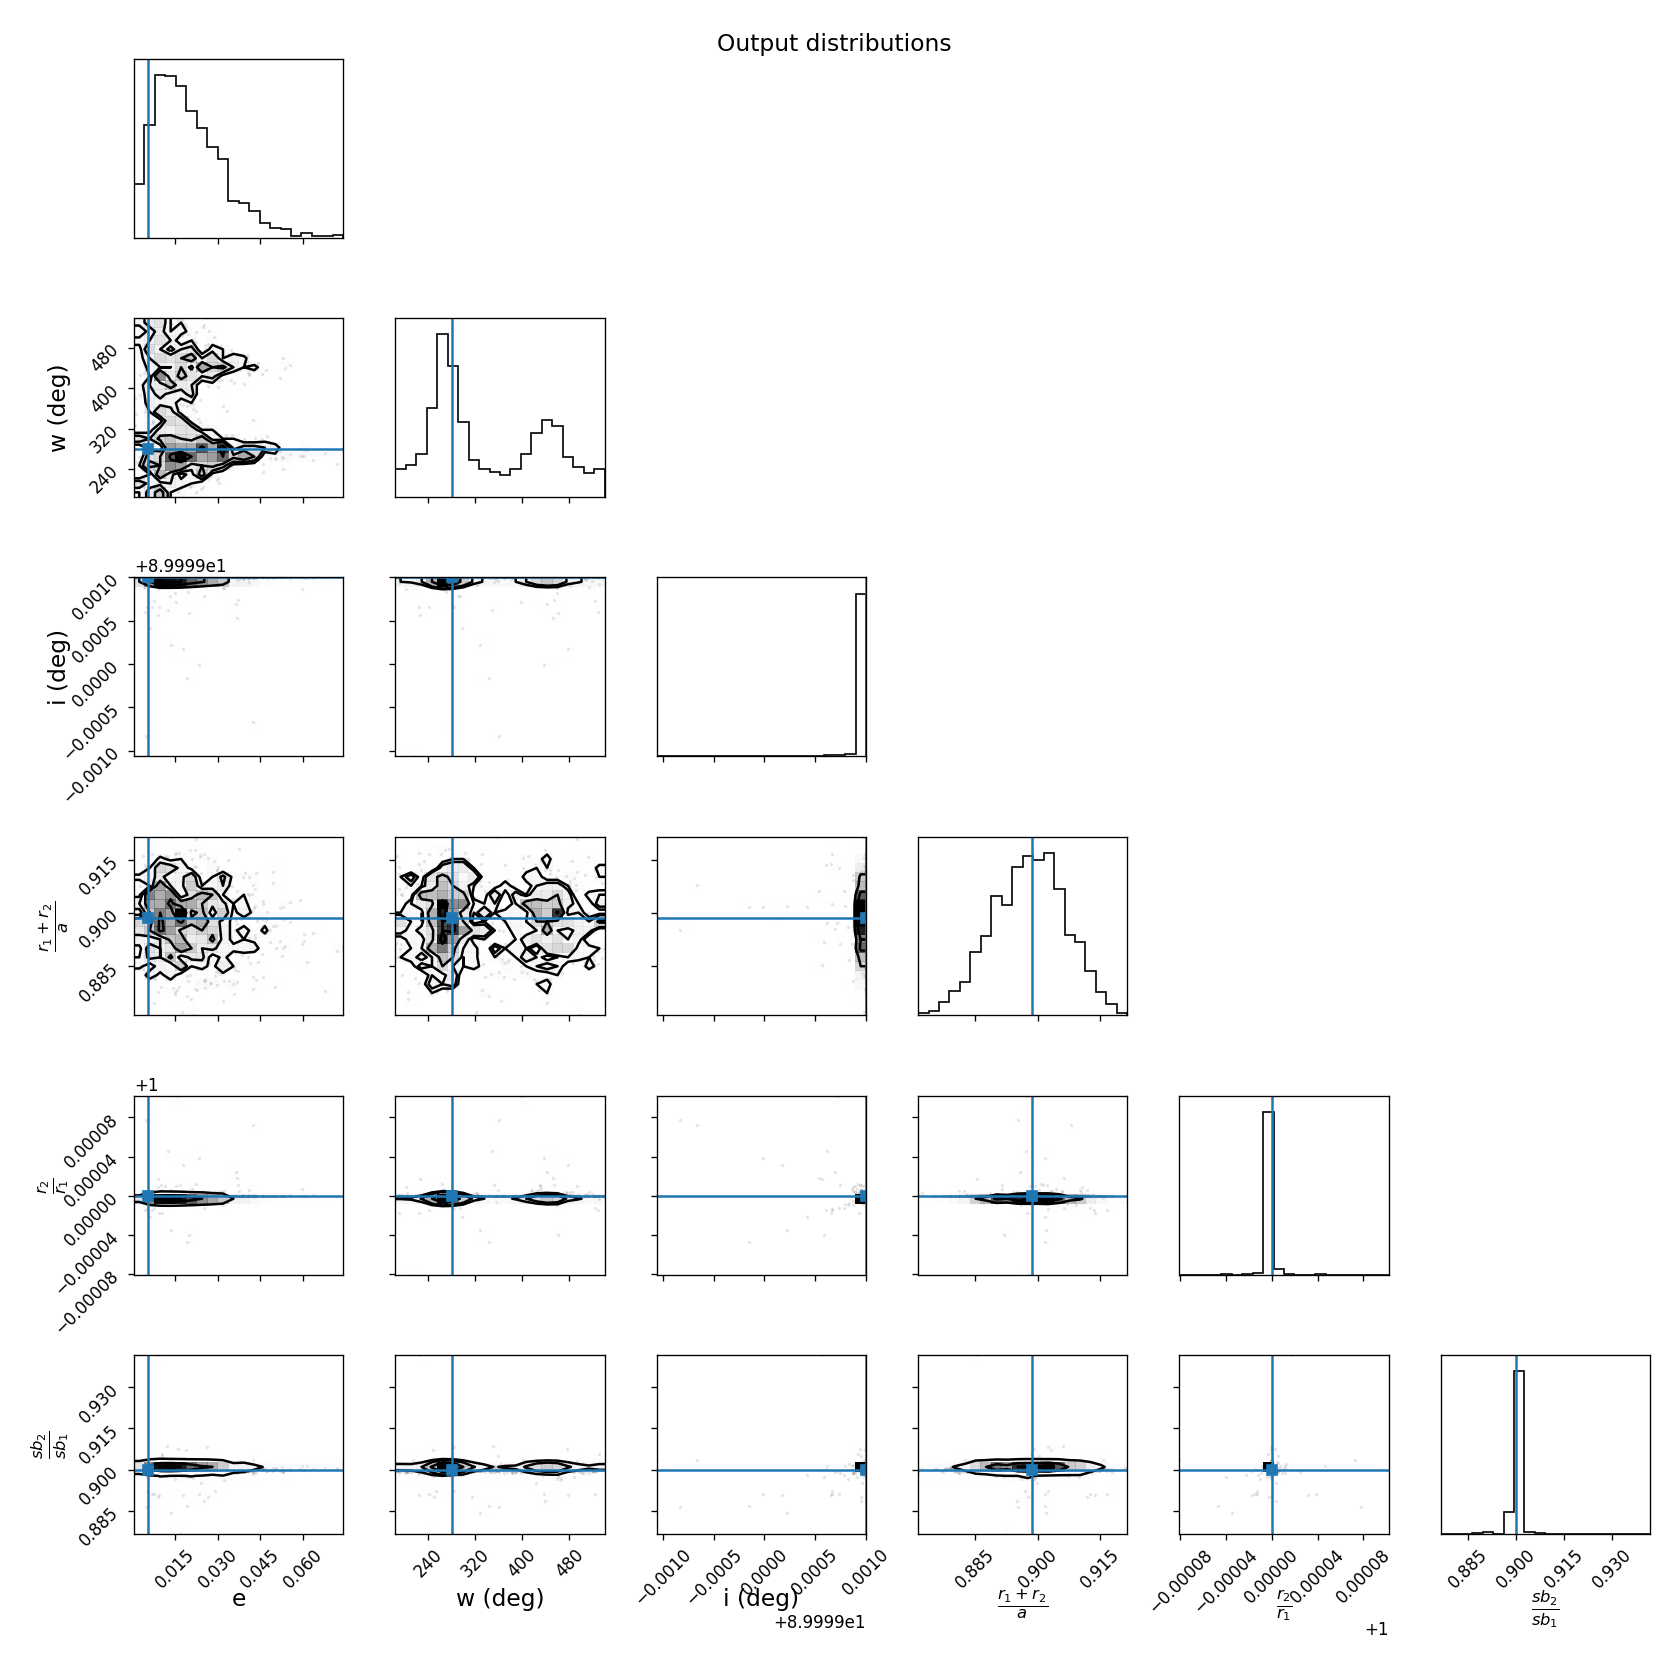 Output distributions
w (deg)
480
400
320
240
+8.9999e1
i (deg)
0.0010
0.0005
0.0000
−0.0005
−0.0010
r1 + r2
a
0.915
0.900
0.885
+1
r2
r1
0.00008
0.00004
0.00000
−0.00004
−0.00008
sb2
sb1
0.930
0.915
0.900
0.885
0.015 0.030 0.045 0.060
e
240 320 400 480
w (deg)
−0.0010 −0.0005 0.0000 0.0005 0.0010
i (deg)
+8.9999e1
0.885 0.900 0.915
r1 + r2
a
−0.00008 −0.00004 0.00000 0.00004 0.00008
r2
r1
+1
0.885 0.900 0.915 0.930
sb2
sb1